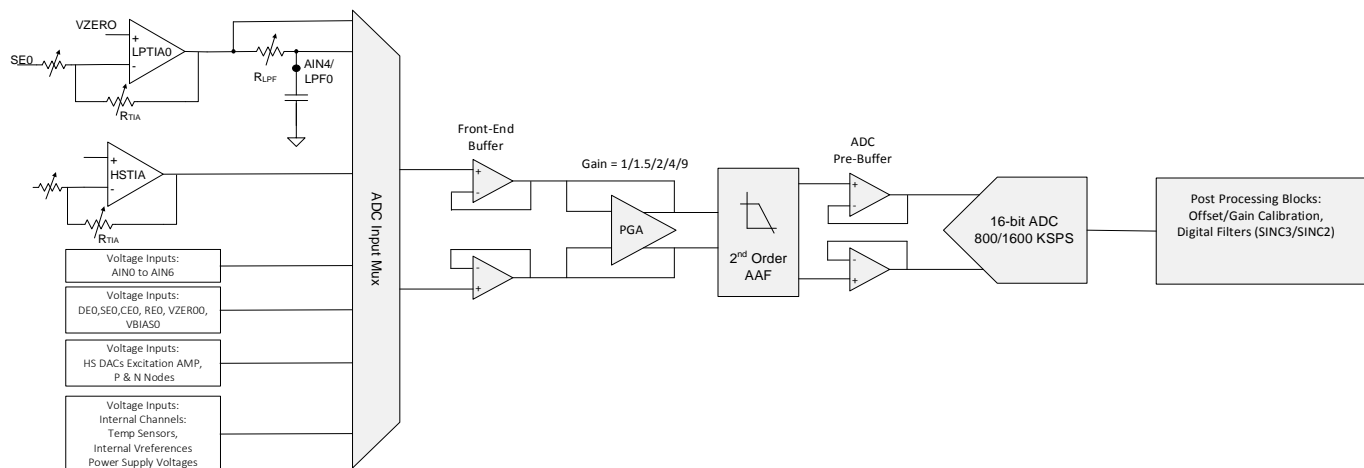 VZERO
+
LPTIA0
-
SE0
RTIA
RLPF
AIN4/
LPF0
+
HSTIA
-
RTIA
Voltage Inputs:
AIN0 to AIN6
Voltage Inputs:
DE0,SE0,CE0, RE0, VZER00,
VBIAS0
Voltage Inputs:
HS DACs Excitation AMP,
P & N Nodes
Voltage Inputs:
Internal Channels:
Temp Sensors,
Internal Vreferences
Power Supply Voltages
ADC Input Mux
Front-End
Buffer
+
-
-
+
Gain = 1/1.5/2/4/9
PGA
2nd Order
AAF
ADC
Pre-Buffer
+
-
-
+
16-bit ADC
800/1600 KSPS
Post Processing Blocks:
Offset/Gain Calibration,
Digital Filters (SINC3/SINC2)